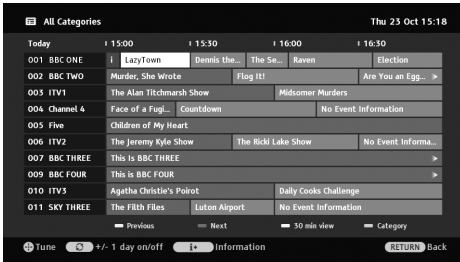 All Categories Thu 23 Oct 15:18
Today 15:00 15:30 16:00 16:30
001 BBC ONE i LazyTown Dennis the... The Se... Raven Election
002 BBC TWO Murder, She Wrote Flog It! Are You an Egg...
003 ITV1 The Alan Titchmarsh Show Midsomer Murders
004 Channel 4 Face of a Fugi... Countdown No Event Information
005 Five Children of My Heart
006 ITV2 The Jeremy Kyle Show The Ricki Lake Show No Event Informa...
007 BBC THREE This Is BBC THREE
009 BBC FOUR This is BBC FOUR
010 ITV3 Agatha Christie's Poirot Daily Cooks Challenge
011 SKY THREE The Filth Files Luton Airport No Event Information
Previous Next 30 min view Category
Tune +/- 1 day on/off i+ Information RETURN Back